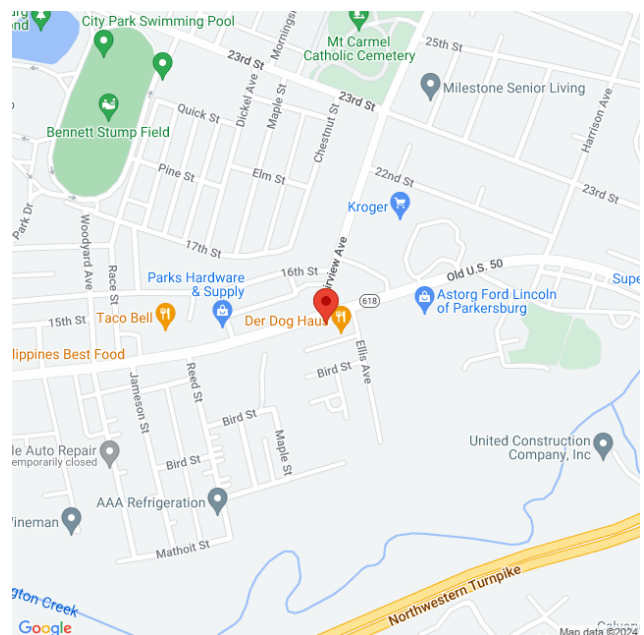 City Park Swimming Pool
Mt Carmel
Catholic Cemetery
25th St
23rd St
Morningside
Dickel Ave
Maple St
Milestone Senior Living
Harrison Ave
Bennett Stump Field
Quick St
Chestnut St
23rd St
Pine St
Elm St
22nd St
23rd St
Park Dr
Woodyard Ave
Kroger
17th St
Race St
Parks Hardware
& Supply
16th St
Old U.S. 50
618
Astorg Ford Lincoln
of Parkersburg
15th St
Taco Bell
Der Dog Haus
Best Food
Reed St
Jameson St
Bird St
Ellis Ave
Bird St
Maple St
Auto Repair
Bird St
United Construction
Company, Inc
AAA Refrigeration
Mathoit St
Northwestern Turnpike
Creek
Google
Map data ©2024